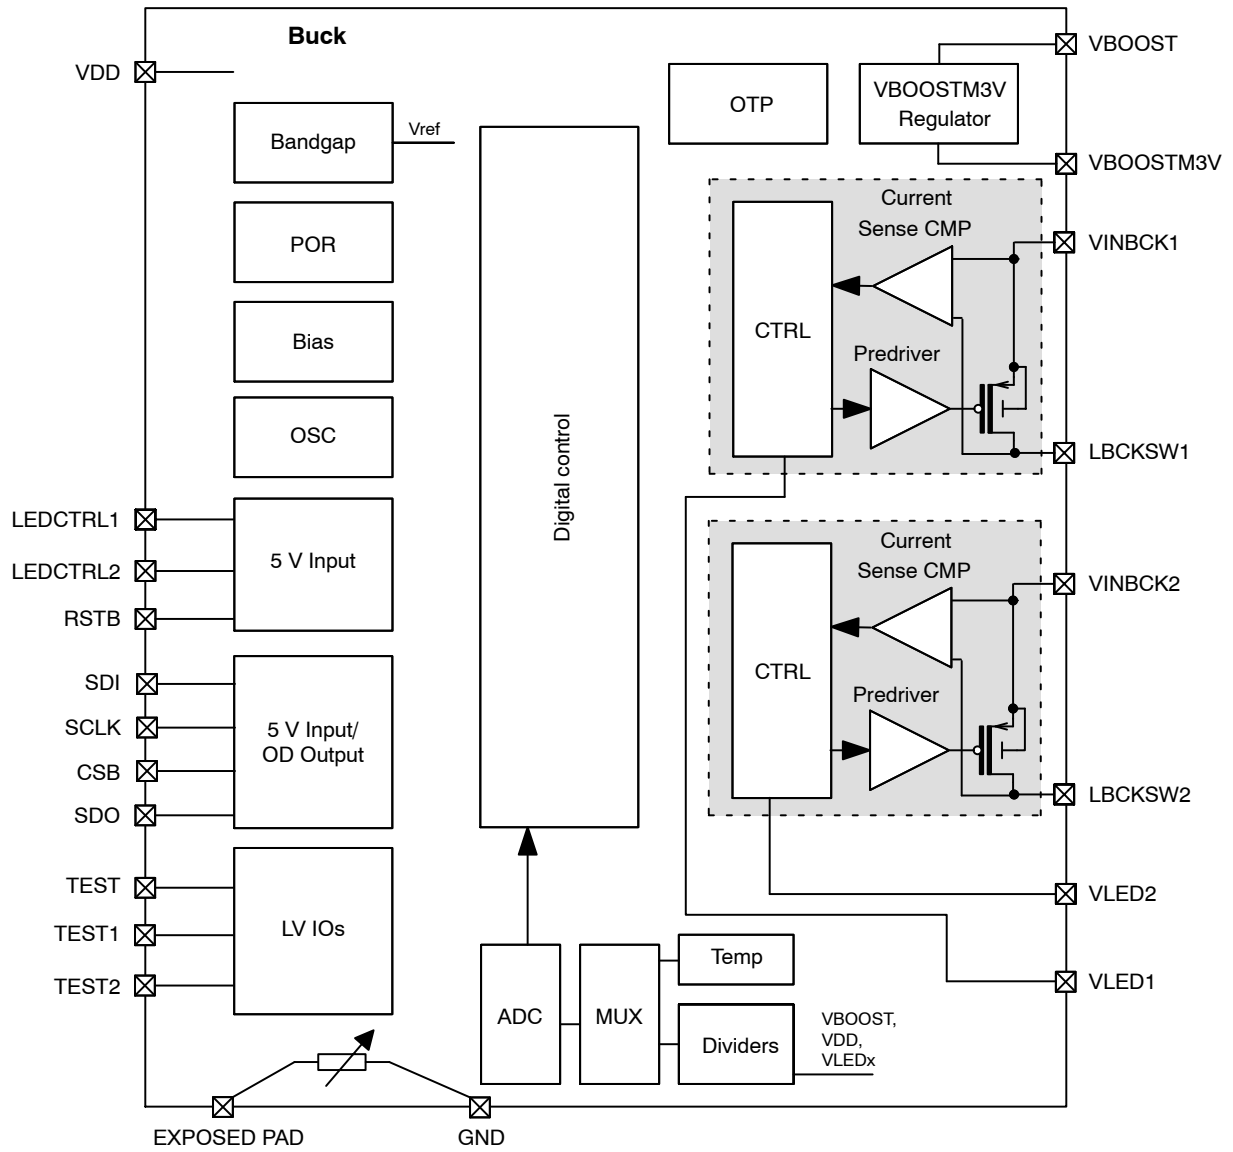 Buck
VDD
VBOOST
OTP
VBOOSTM3V
Regulator
Bandgap
Vref
VBOOSTM3V
Current
Sense CMP
POR
VINBCK1
CTRL
Bias
Predriver
OSC
Digital control
LBCKSW1
LEDCTRL1
LEDCTRL2
RSTB
5 V Input
Current
Sense CMP
VINBCK2
SDI
SCLK
CSB
SDO
5 V Input/
OD Output
CTRL
Predriver
LBCKSW2
TEST
TEST1
TEST2
LV IOs
VLED2
VLED1
ADC
MUX
Temp
Dividers
VBOOST,
VDD,
VLEDx
EXPOSED PAD
GND